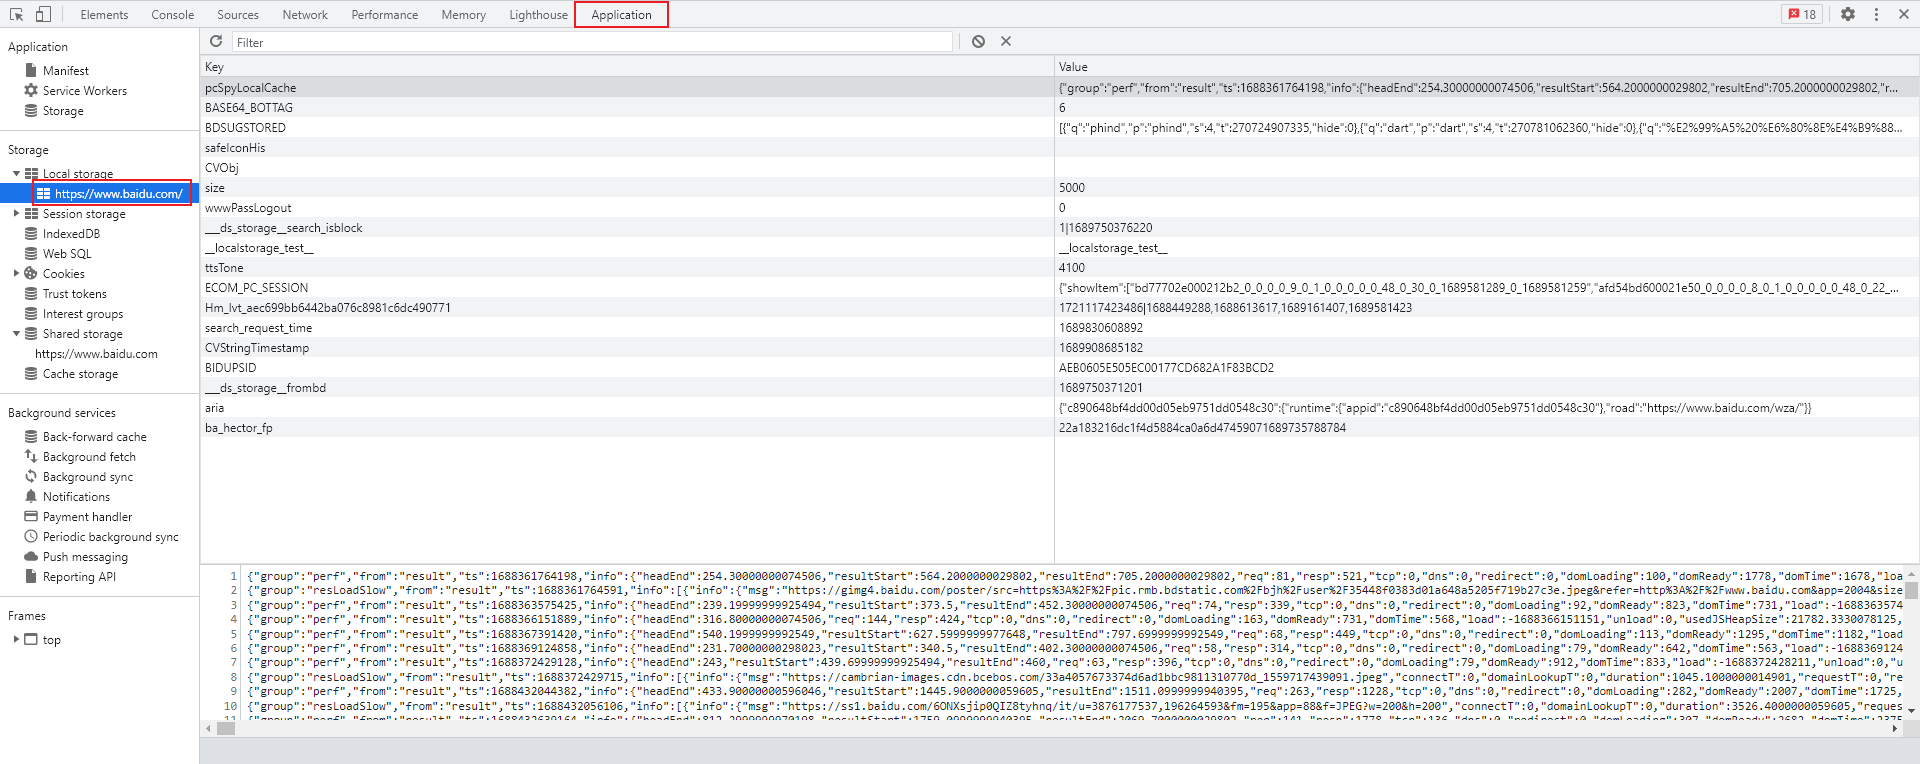 Elements Console Sources Network Performance Memory Lighthouse Application 18
Application
Manifest
Service Workers
Storage
Storage
Local storage
https://www.baidu.com/
Session storage
IndexedDB
Web SQL
Cookies
Trust tokens
Interest groups
Shared storage
https://www.baidu.com
Cache storage
Background services
Back-forward cache
Background fetch
Background sync
Notifications
Payment handler
Periodic background sync
Push messaging
Reporting API
Frames
top
Filter
Key Value
pcSpyLocalCache {"group":"perf","from":"result","ts":1688361764198,"info":{"headEnd":254.30000000074506,"resultStart":564.2000000029802,"resultEnd":705.2000000029802,"r...
BASE64_BOTTAG 6
BDSUGSTORED [{"q":"phind","p":"phind","s":4,"t":270724907335,"hide":0},{"q":"dart","p":"dart","s":4,"t":270781062360,"hide":0},{"q":"%E2%99%A5%20%E6%80%8E%E4%B9%88...
safeIconHis
CVObj
size 5000
wwwPassLogout 0
___ds_storage__search_isblock 1|1689750376220
__localstorage_test__ __localstorage_test__
ttsTone 4100
ECOM_PC_SESSION {"showItem":["bd77702e000212b2_0_0_0_0_9_0_1_0_0_0_0_0_48_0_30_0_1689581289_0_1689581259","afd54bd600021e50_0_0_0_0_8_0_1_0_0_0_0_0_48_0_22_...
Hm_lvt_aec699bb6442ba076c8981c6dc490771 1721117423486|1688449288,1688613617,1689161407,1689581423
search_request_time 1689830608892
CVStringTimestamp 1689908685182
BIDUPSID AEB0605E505EC00177CD682A1F83BCD2
___ds_storage__frombd 1689750371201
aria {"c890648bf4dd00d05eb9751dd0548c30":{"runtime":{"appid":"c890648bf4dd00d05eb9751dd0548c30"},"road":"https://www.baidu.com/wza/"}}
ba_hector_fp 22a183216dc1f4d5884ca0a6d47459071689735788784
1 {"group":"perf","from":"result","ts":1688361764198,"info":{"headEnd":254.30000000074506,"resultStart":564.2000000029802,"resultEnd":705.2000000029802,"req":81,"resp":521,"tcp":0,"dns":0,"redirect":0,"domLoading":100,"domReady":1778,"domTime":1678,"loa
2 {"group":"resLoadSlow","from":"result","ts":1688361764591,"info":[{"info":{"msg":"https://gimg4.baidu.com/poster/src=https%3A%2F%2Fpic.rmb.bdstatic.com%2Fbjh%2Fuser%2F35448f0383d01a648a5205f719b27c3e.jpeg&refer=http%3A%2F%2Fwww.baidu.com&app=2004&size
3 {"group":"perf","from":"result","ts":1688363575425,"info":{"headEnd":239.19999999925494,"resultStart":373.5,"resultEnd":452.30000000074506,"req":74,"resp":339,"tcp":0,"dns":0,"redirect":0,"domLoading":92,"domReady":823,"domTime":731,"load":-1688363574
4 {"group":"perf","from":"result","ts":1688366151889,"info":{"headEnd":316.8000000074506,"req":144,"resp":424,"tcp":0,"dns":0,"redirect":0,"domLoading":163,"domReady":731,"domTime":568,"load":-1688366151151,"unload":0,"usedJSHeapSize":21782.3330078125,
5 {"group":"perf","from":"result","ts":1688367391420,"info":{"headEnd":540.1999999992549,"resultStart":627.5999999977648,"resultEnd":797.6999999992549,"req":68,"resp":449,"tcp":0,"dns":0,"redirect":0,"domLoading":113,"domReady":1295,"domTime":1182,"load
6 {"group":"perf","from":"result","ts":1688369124858,"info":{"headEnd":231.70000000298023,"resultStart":340.5,"resultEnd":402.30000000074506,"req":58,"resp":314,"tcp":0,"dns":0,"redirect":0,"domLoading":79,"domReady":642,"domTime":563,"load":-1688369124
7 {"group":"perf","from":"result","ts":1688372429128,"info":{"headEnd":243,"resultStart":439.69999999925494,"resultEnd":460,"req":63,"resp":396,"tcp":0,"dns":0,"redirect":0,"domLoading":79,"domReady":912,"domTime":833,"load":-1688372428211,"unload":0,"u
8 {"group":"resLoadSlow","from":"result","ts":1688372429715,"info":[{"info":{"msg":"https://cambrian-images.cdn.bcebos.com/33a4057673374d6ad1bbc9811310770d_1559717439091.jpeg","connectT":0,"domainLookupT":0,"duration":1045.1000000014901,"requestT":0,"re
9 {"group":"perf","from":"result","ts":1688432044382,"info":{"headEnd":433.90000000596046,"resultStart":1445.9000000059605,"resultEnd":1511.0999999940395,"req":263,"resp":1228,"tcp":0,"dns":0,"redirect":0,"domLoading":282,"domReady":2007,"domTime":1725,
10 {"group":"resLoadSlow","from":"result","ts":1688432056106,"info":[{"info":{"msg":"https://ss1.baidu.com/6ONXsjip0QIZ8tyhnq/it/u=3876177537,196264593&fm=195&app=88&f=JPEG?w=200&h=200","connectT":0,"domainLookupT":0,"duration":3526.4000000059605,"reques